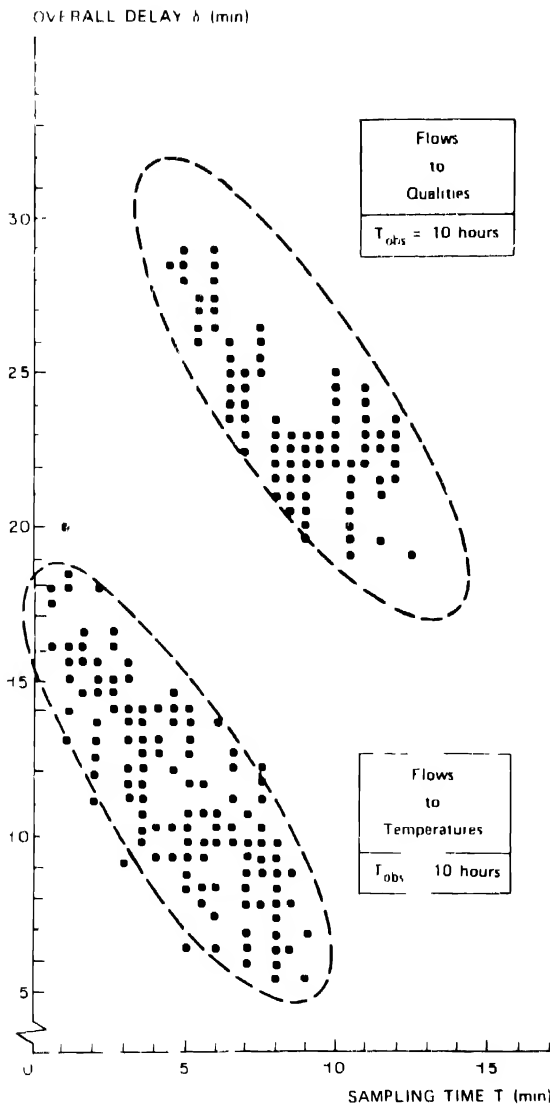 OVERALL DELAY δ (min)
Flows
to
Qualities
T_obs = 10 hours
30
25
20
15
Flows
to
Temperatures
T_obs 10 hours
10
5
0 5 10 15
SAMPLING TIME T (min)